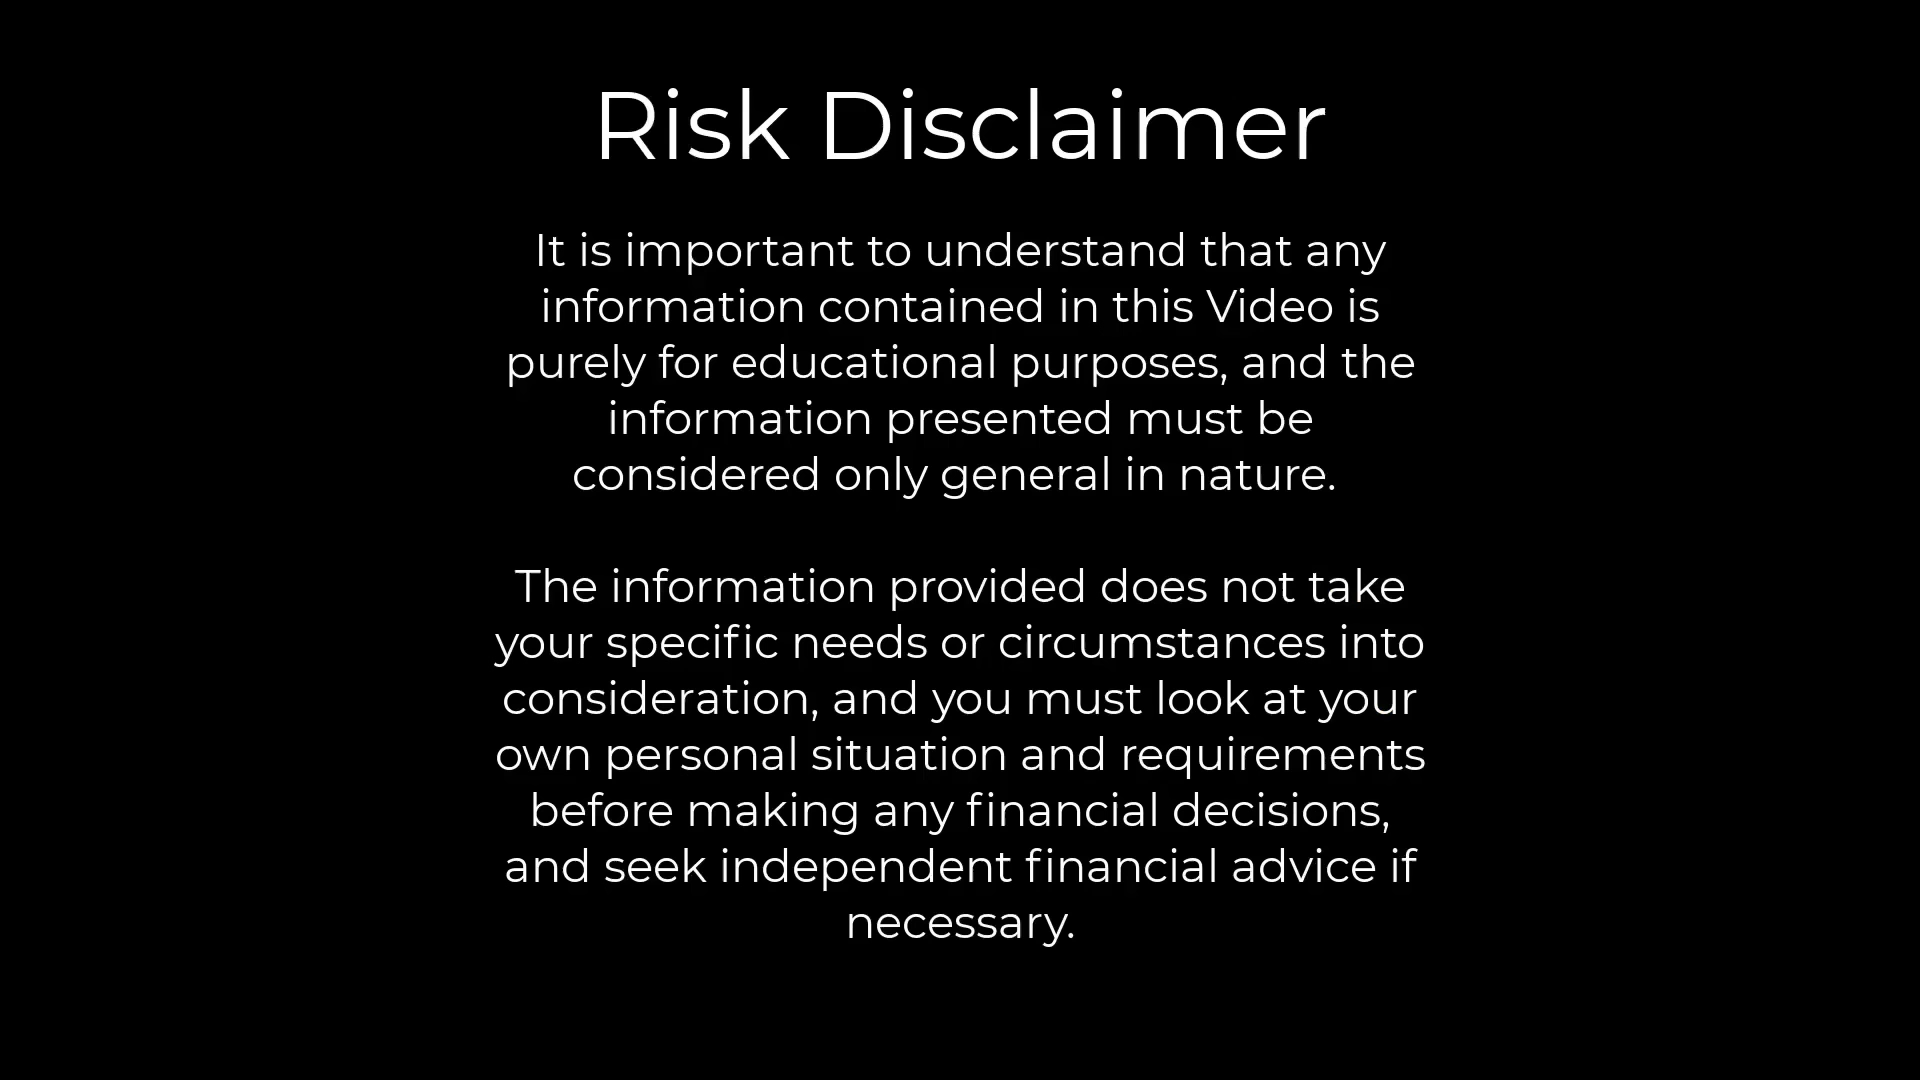 Risk Disclaimer
It is important to understand that any
information contained in this Video is
purely for educational purposes, and the
information presented must be
considered only general in nature.
The information provided does not take
your specific needs or circumstances into
consideration, and you must look at your
own personal situation and requirements
before making any financial decisions,
and seek independent financial advice if
necessary.